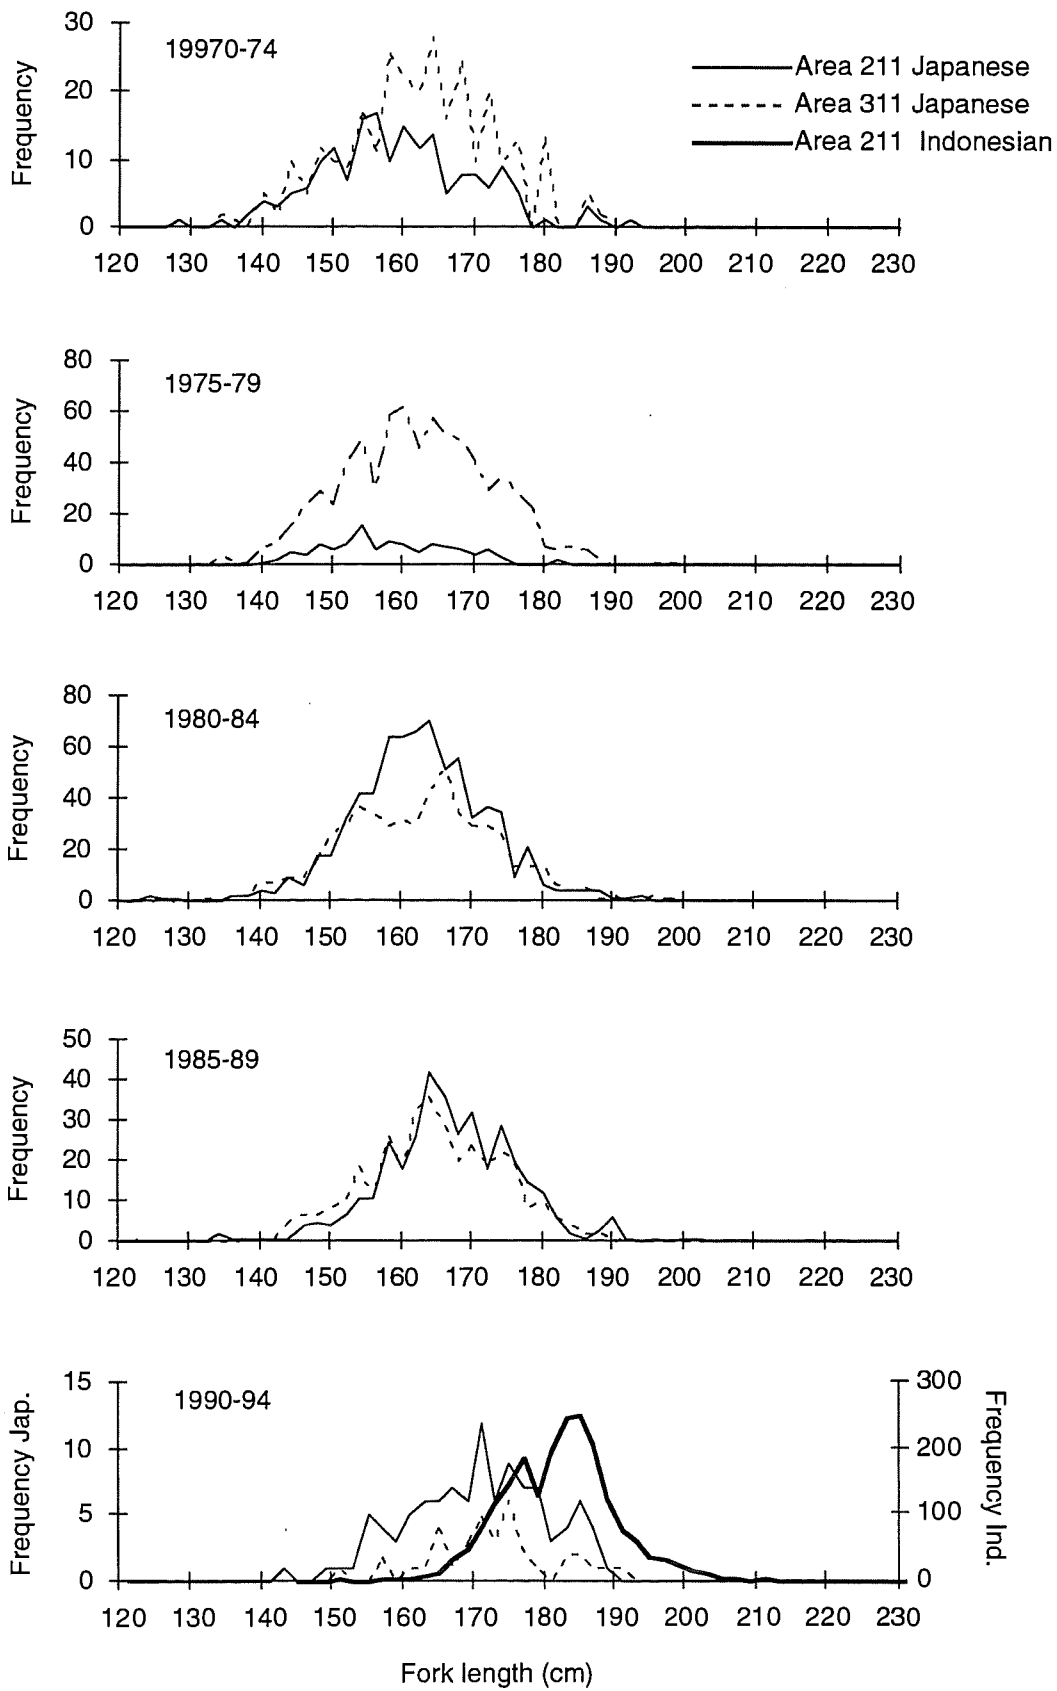 30
19970-74
Area 211 Japanese
20
Area 311 Japanese
Area 211 Indonesian
10
0
Frequency
120 130 140 150 160 170 180 190 200 210 220 230
80
1975-79
60
40
20
0
Frequency
120 130 140 150 160 170 180 190 200 210 220 230
80
1980-84
60
40
20
0
Frequency
120 130 140 150 160 170 180 190 200 210 220 230
50
1985-89
40
30
20
10
0
Frequency
120 130 140 150 160 170 180 190 200 210 220 230
15 300
1990-94
10 200
5 100
0 0
Frequency Jap.
Frequency Ind.
120 130 140 150 160 170 180 190 200 210 220 230
Fork length (cm)